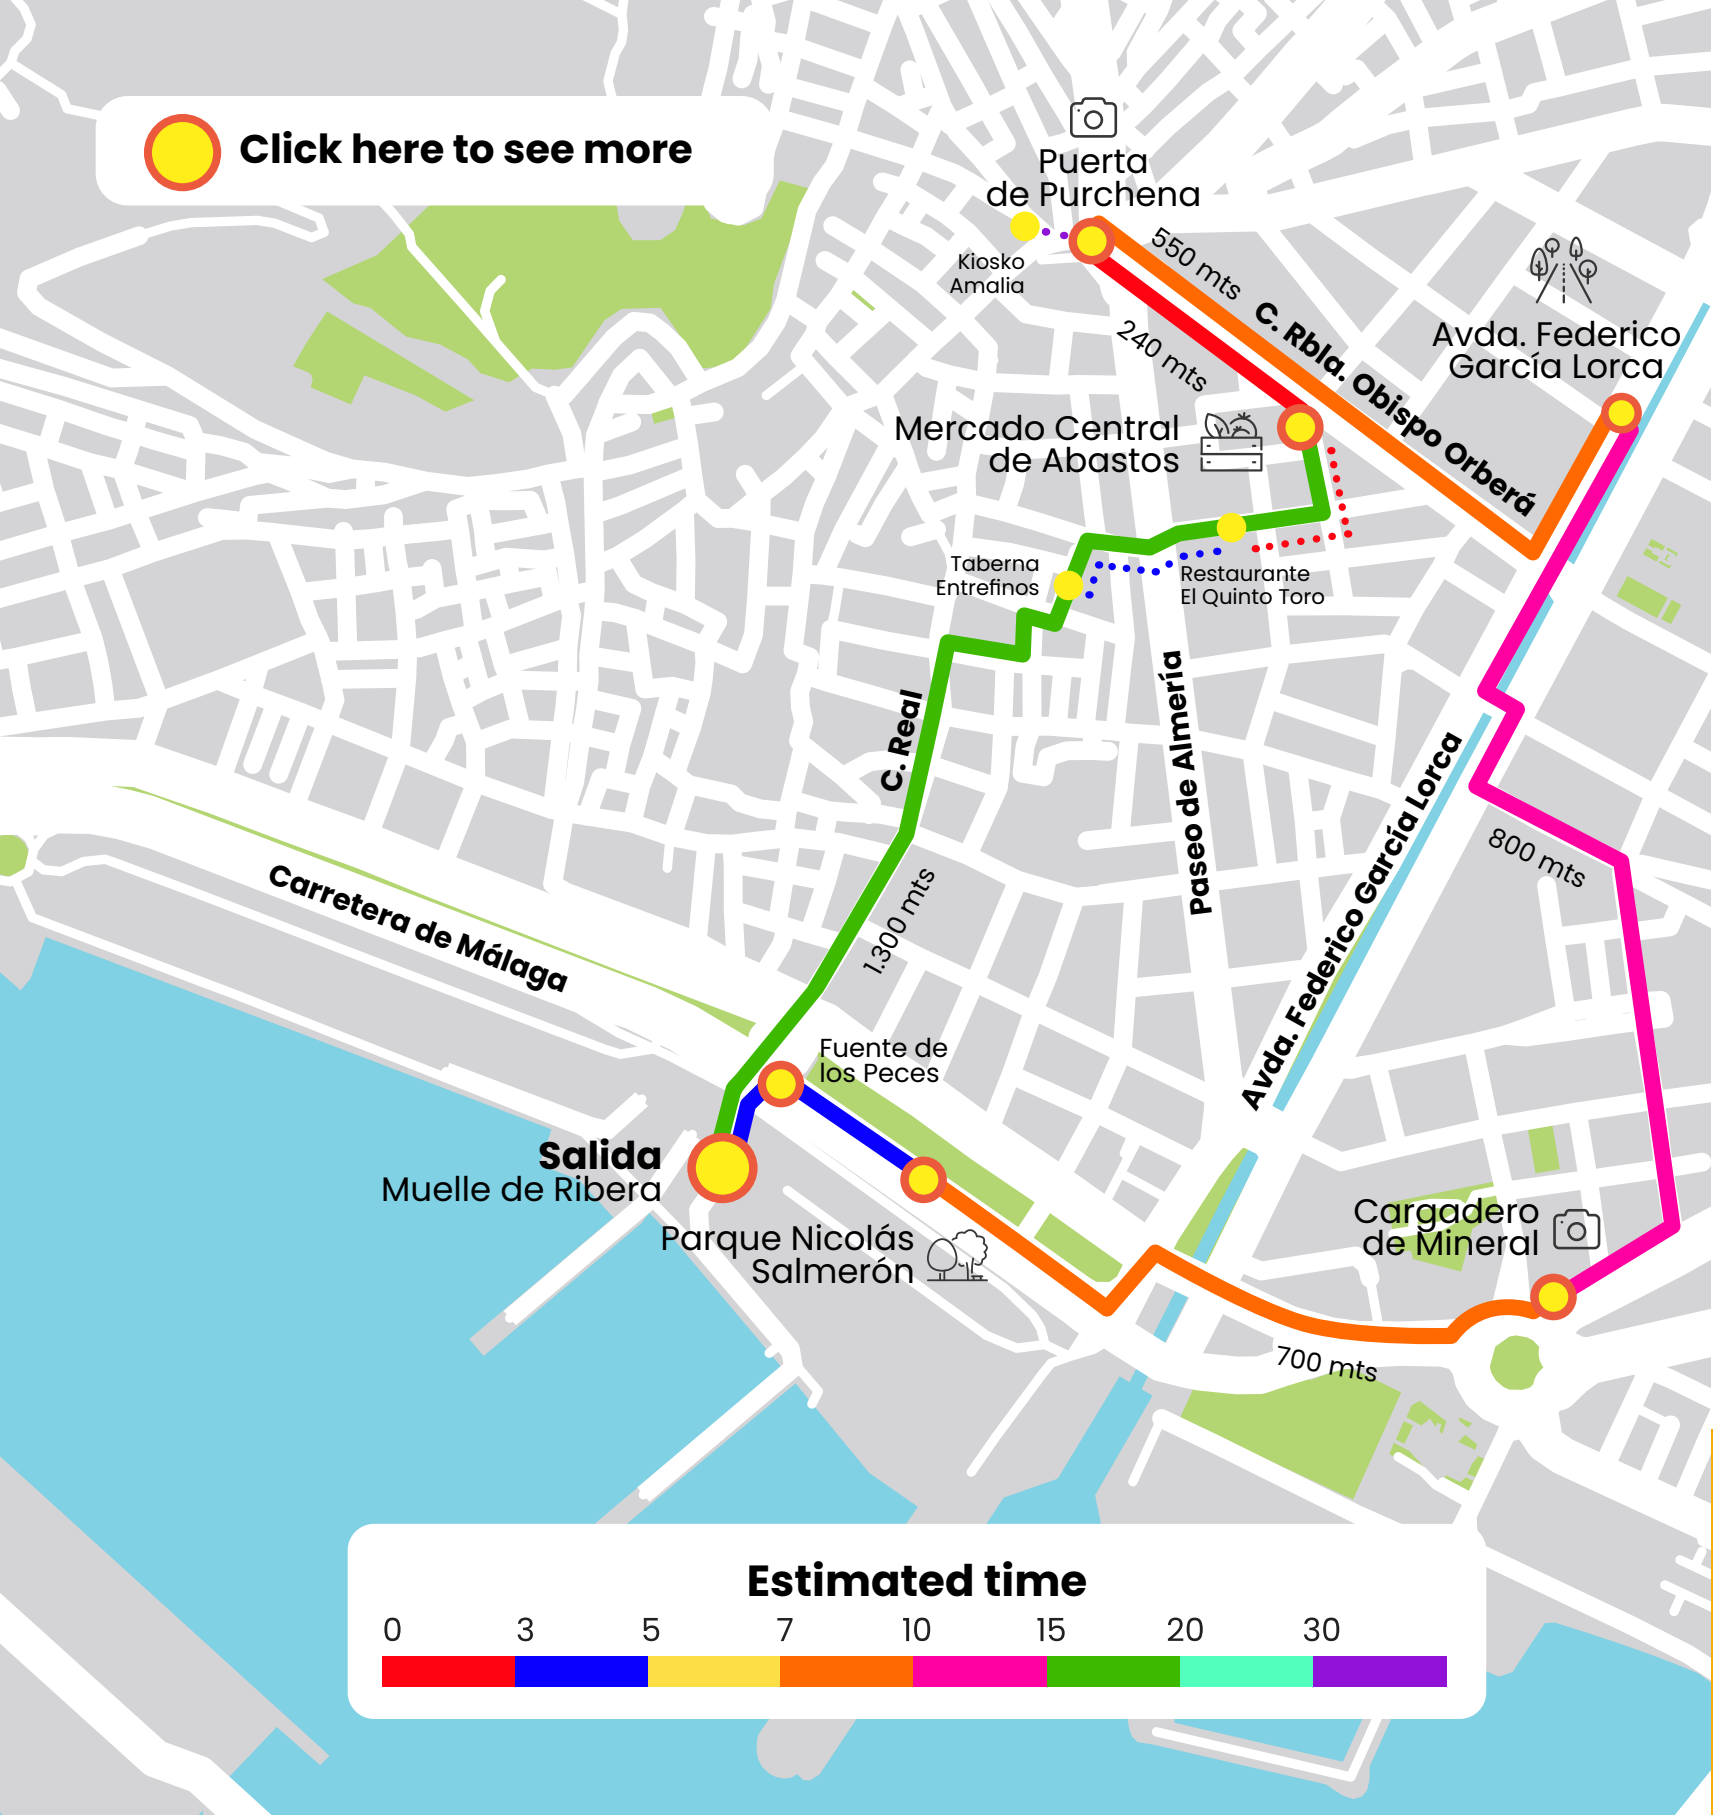 Click here to see more
Puerta
de Purchena
Kiosko
Amalia
550 mts
240 mts
C. Rbla. Obispo Orberá
Avda. Federico
García Lorca
Mercado Central
de Abastos
Taberna
Entrefinos
Restaurante
El Quinto Toro
C. Real
Paseo de Almería
Avda. Federico García Lorca
800 mts
1.300 mts
Carretera de Málaga
Fuente de
los Peces
Salida
Muelle de Ribera
Parque Nicolás
Salmerón
Cargadero
de Mineral
700 mts
Estimated time
0 3 5 7 10 15 20 30